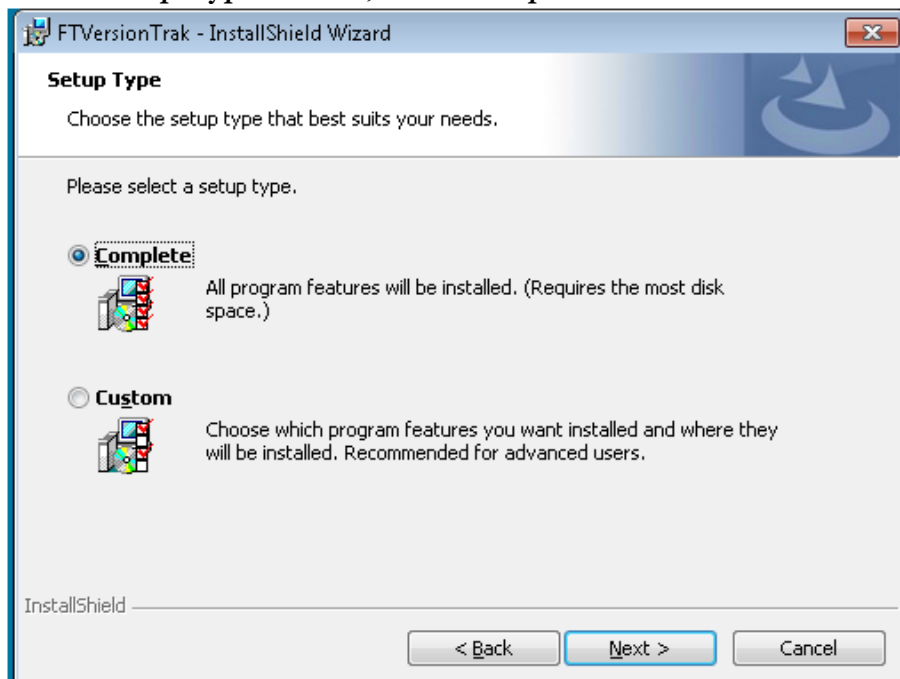 FTVersionTrak - InstallShield Wizard
Setup Type
Choose the setup type that best suits your needs.
Please select a setup type.
Complete
All program features will be installed. (Requires the most disk
space.)
Custom
Choose which program features you want installed and where they
will be installed. Recommended for advanced users.
InstallShield
< Back
Next >
Cancel